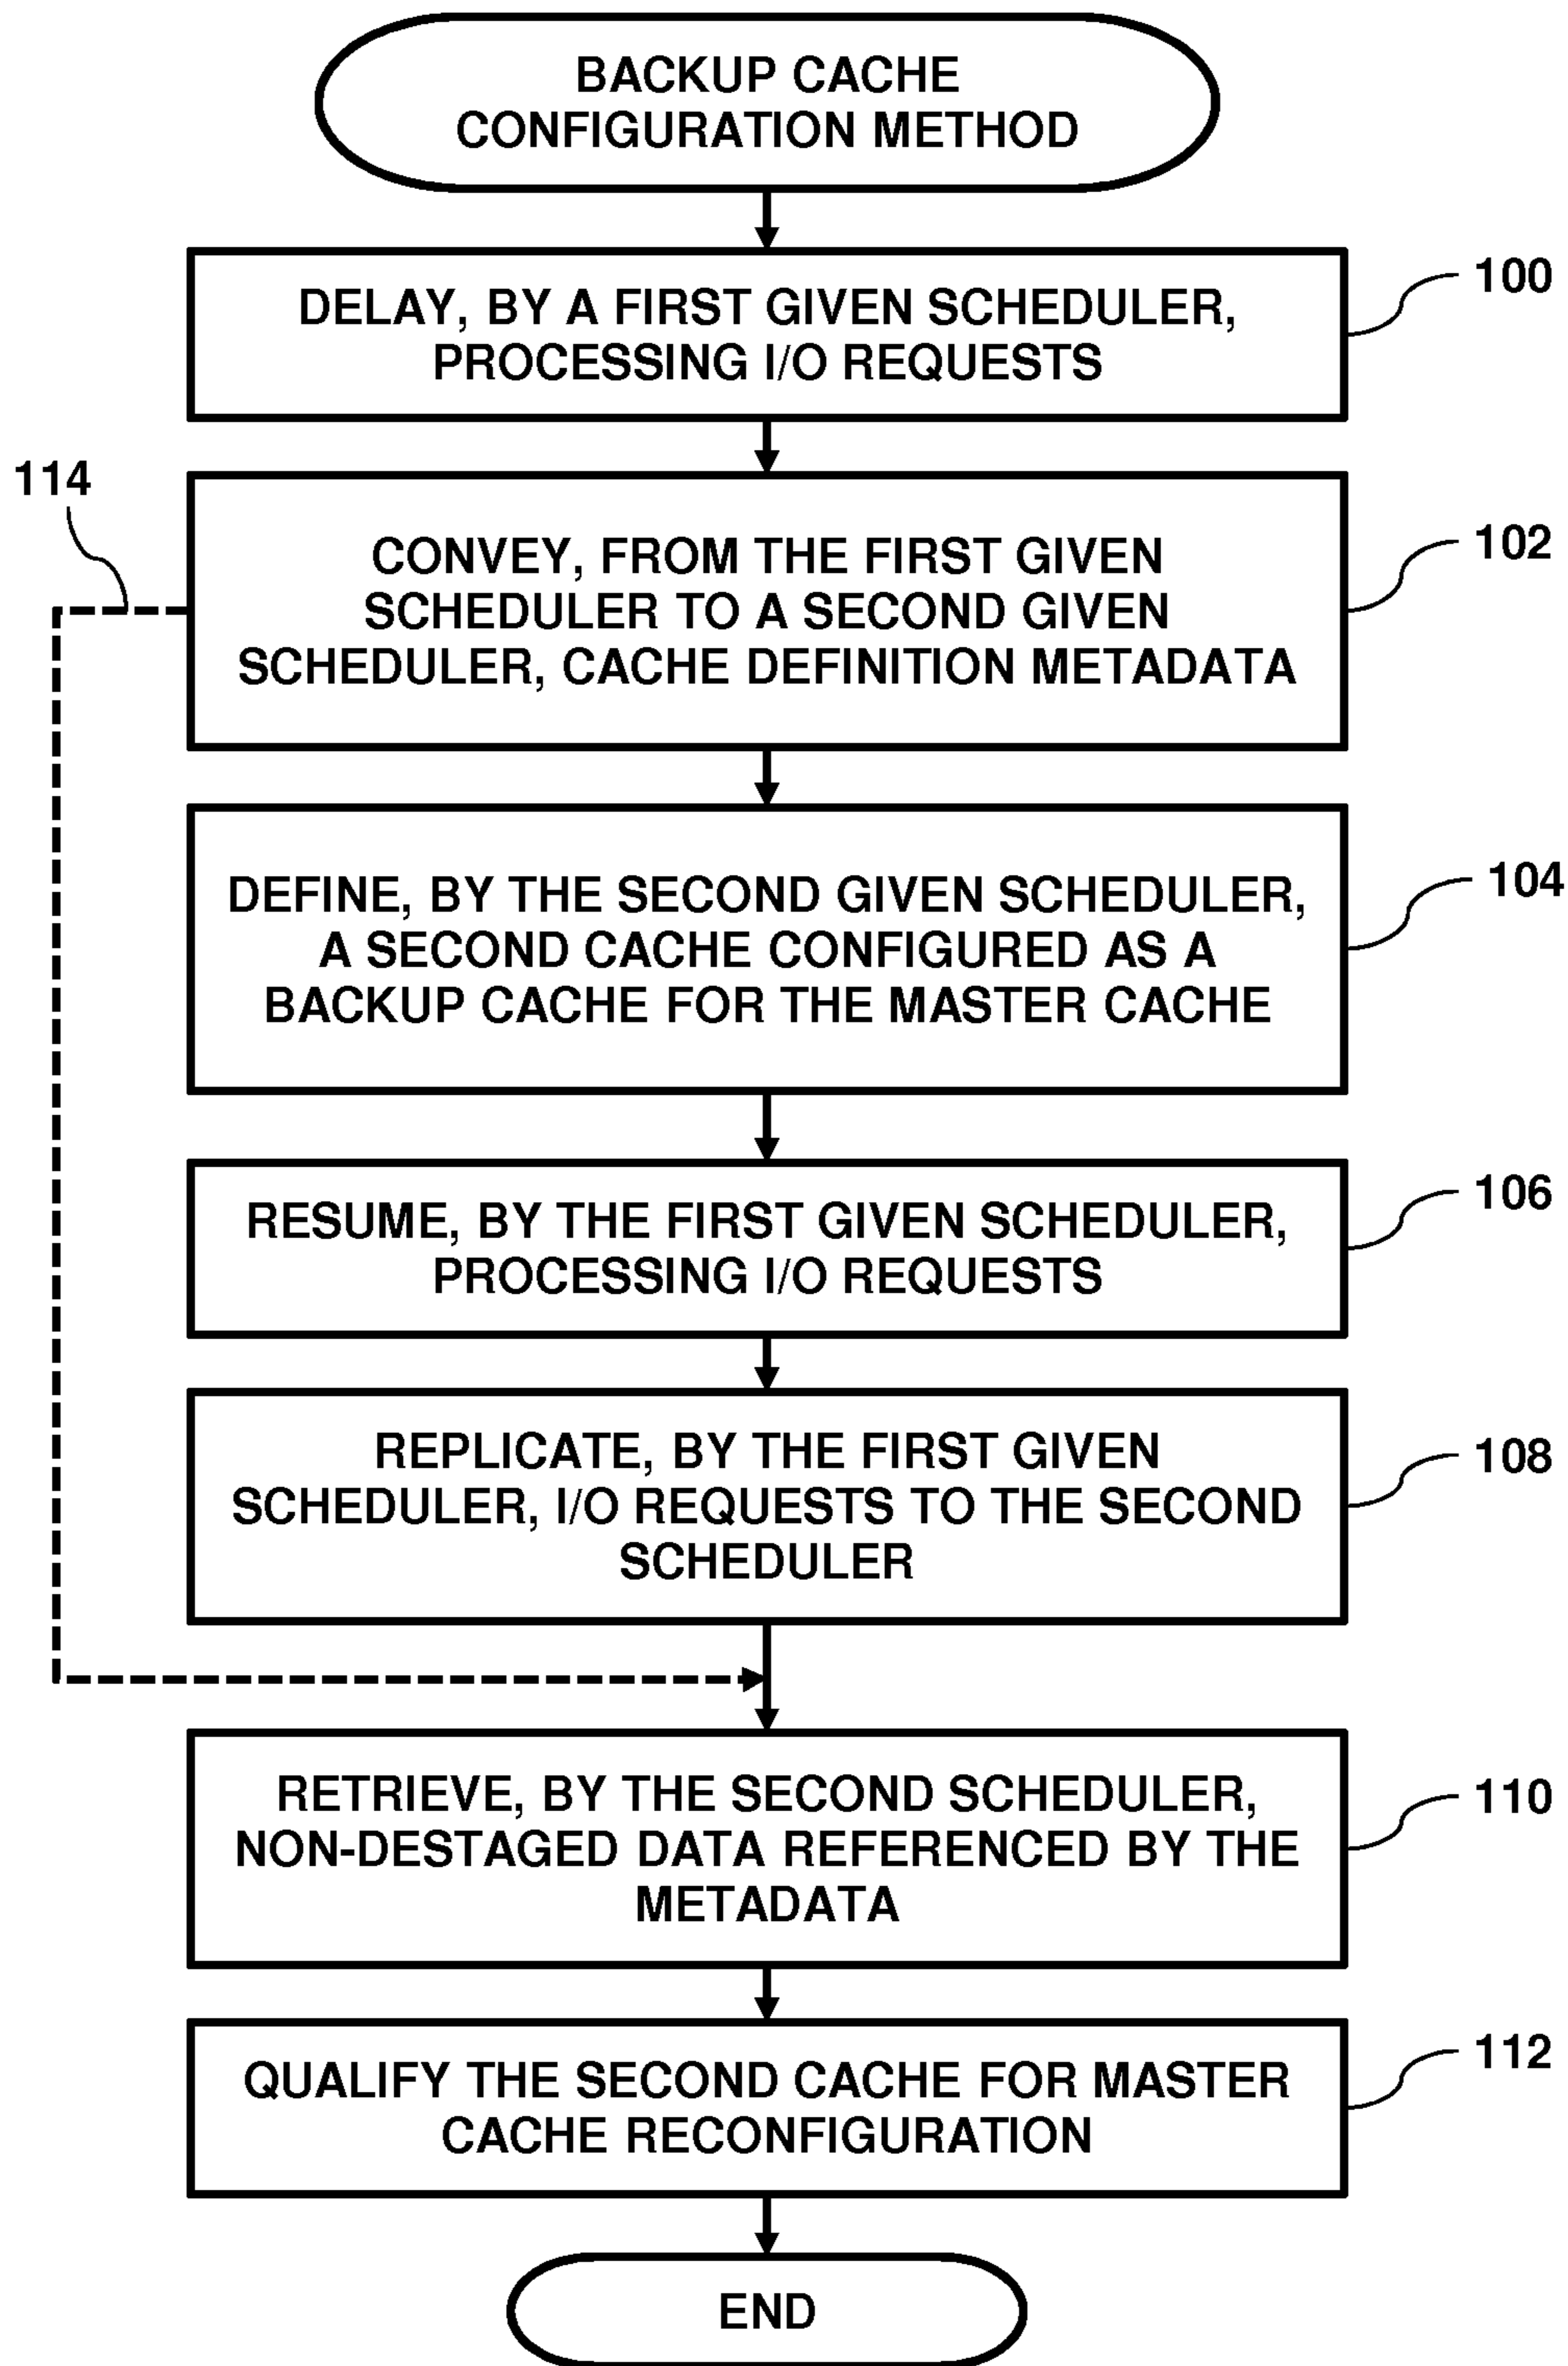 BACKUP CACHE
CONFIGURATION METHOD
DELAY, BY A FIRST GIVEN SCHEDULER,
PROCESSING I/O REQUESTS
100
114
CONVEY, FROM THE FIRST GIVEN
SCHEDULER TO A SECOND GIVEN
SCHEDULER, CACHE DEFINITION METADATA
102
DEFINE, BY THE SECOND GIVEN SCHEDULER,
A SECOND CACHE CONFIGURED AS A
BACKUP CACHE FOR THE MASTER CACHE
104
RESUME, BY THE FIRST GIVEN SCHEDULER,
PROCESSING I/O REQUESTS
106
REPLICATE, BY THE FIRST GIVEN
SCHEDULER, I/O REQUESTS TO THE SECOND
SCHEDULER
108
RETRIEVE, BY THE SECOND SCHEDULER,
NON-DESTAGED DATA REFERENCED BY THE
METADATA
110
QUALIFY THE SECOND CACHE FOR MASTER
CACHE RECONFIGURATION
112
END